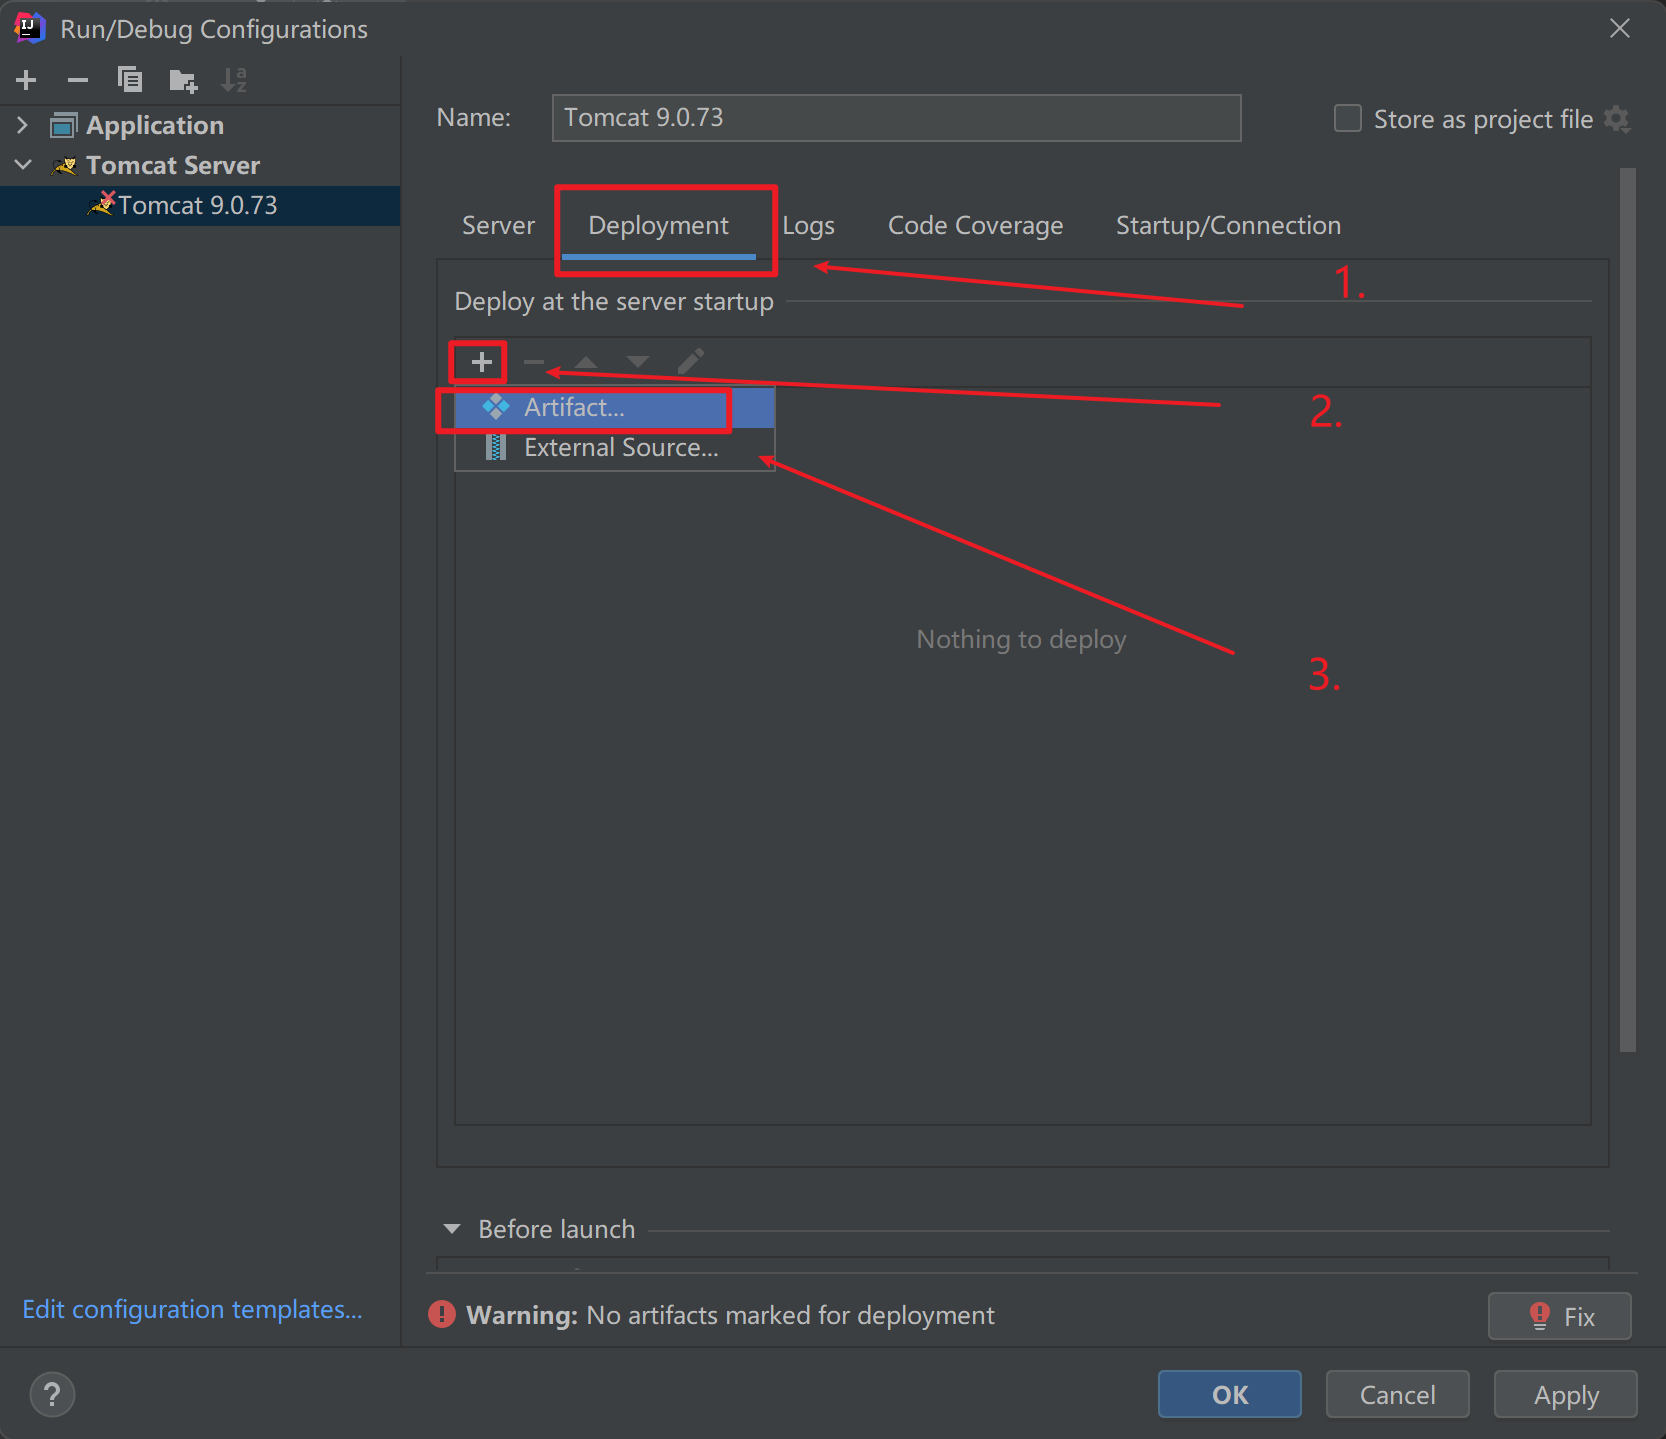 Run/Debug Configurations
Application
Tomcat Server
Tomcat 9.0.73
Edit configuration templates...
Name:
Tomcat 9.0.73
Store as project file
Server
Deployment
Logs
Code Coverage
Startup/Connection
1.
Deploy at the server startup
2.
Artifact...
External Source...
Nothing to deploy
3.
Before launch
Warning: No artifacts marked for deployment
Fix
?
OK
Cancel
Apply